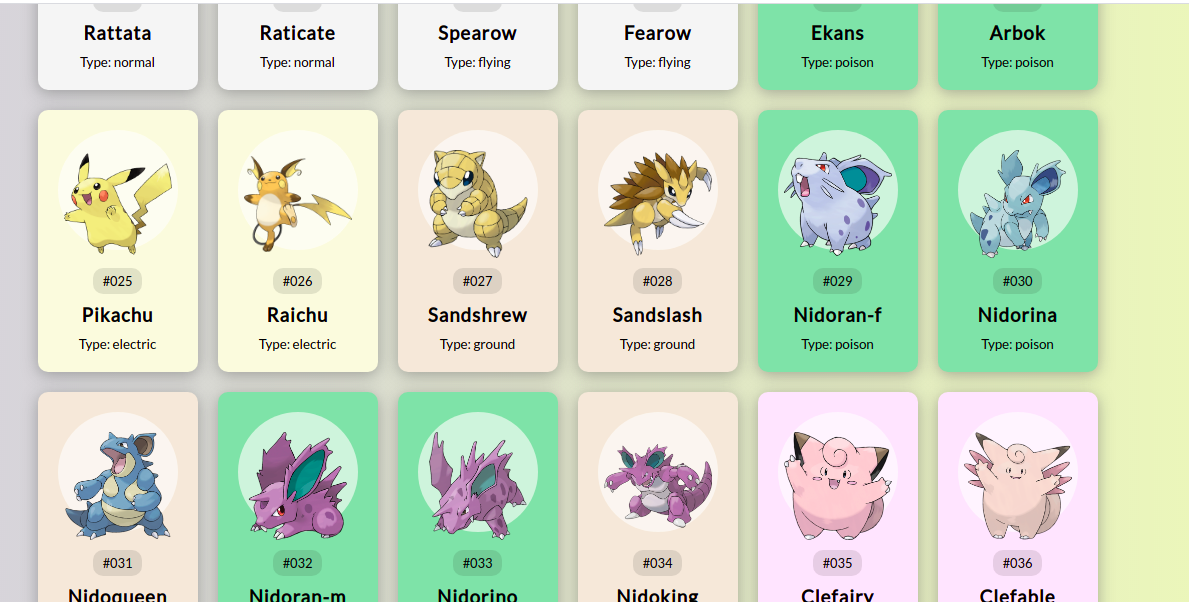 Rattata
Raticate
Spearow
Fearow
Ekans
Arbok
Type: normal
Type: normal
Type: flying
Type: flying
Type: poison
Type: poison
#025
#026
#027
#028
#029
#030
Pikachu
Raichu
Sandshrew
Sandslash
Nidoran-f
Nidorina
Type: electric
Type: electric
Type: ground
Type: ground
Type: poison
Type: poison
#031
#032
#033
#034
#035
#036
Nidoqueen
Nidoran-m
Nidorino
Nidoking
Clefairy
Clefable